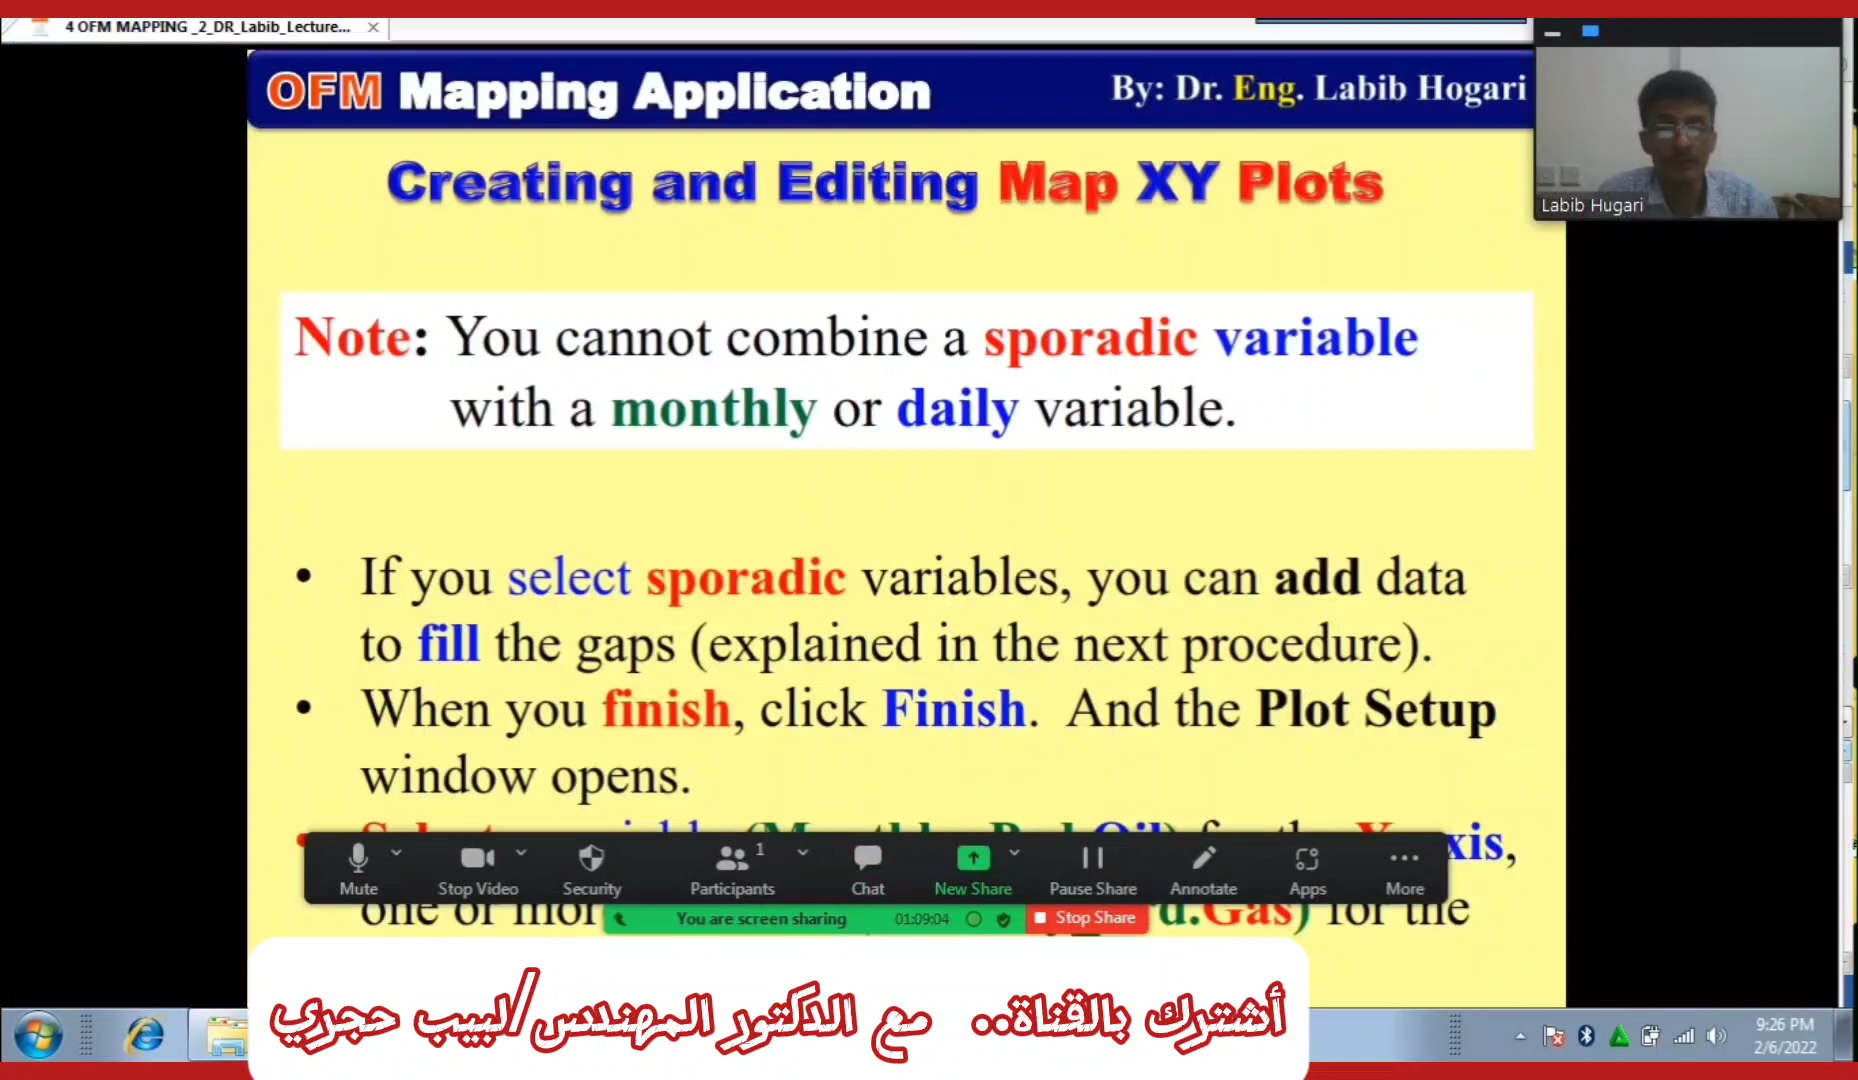 4 OFM MAPPING _2_DR_Labib_Lecture...
OFM Mapping Application
By: Dr. Eng. Labib Hogari
Labib Hugari
Creating and Editing Map XY Plots
Note: You cannot combine a sporadic variable
with a monthly or daily variable.
• If you select sporadic variables, you can add data
to fill the gaps (explained in the next procedure).
• When you finish, click Finish. And the Plot Setup
window opens.
xis,
Mute
Stop Video
Security
Participants 1
Chat
New Share
Pause Share
Annotate
Apps
More
one or
d.Gas) for the
You are screen sharing 01:09:04 Stop Share
أشترك بالقناة.. مع الدكتور المهندس/لبيب حجري
9:26 PM
2/6/2022